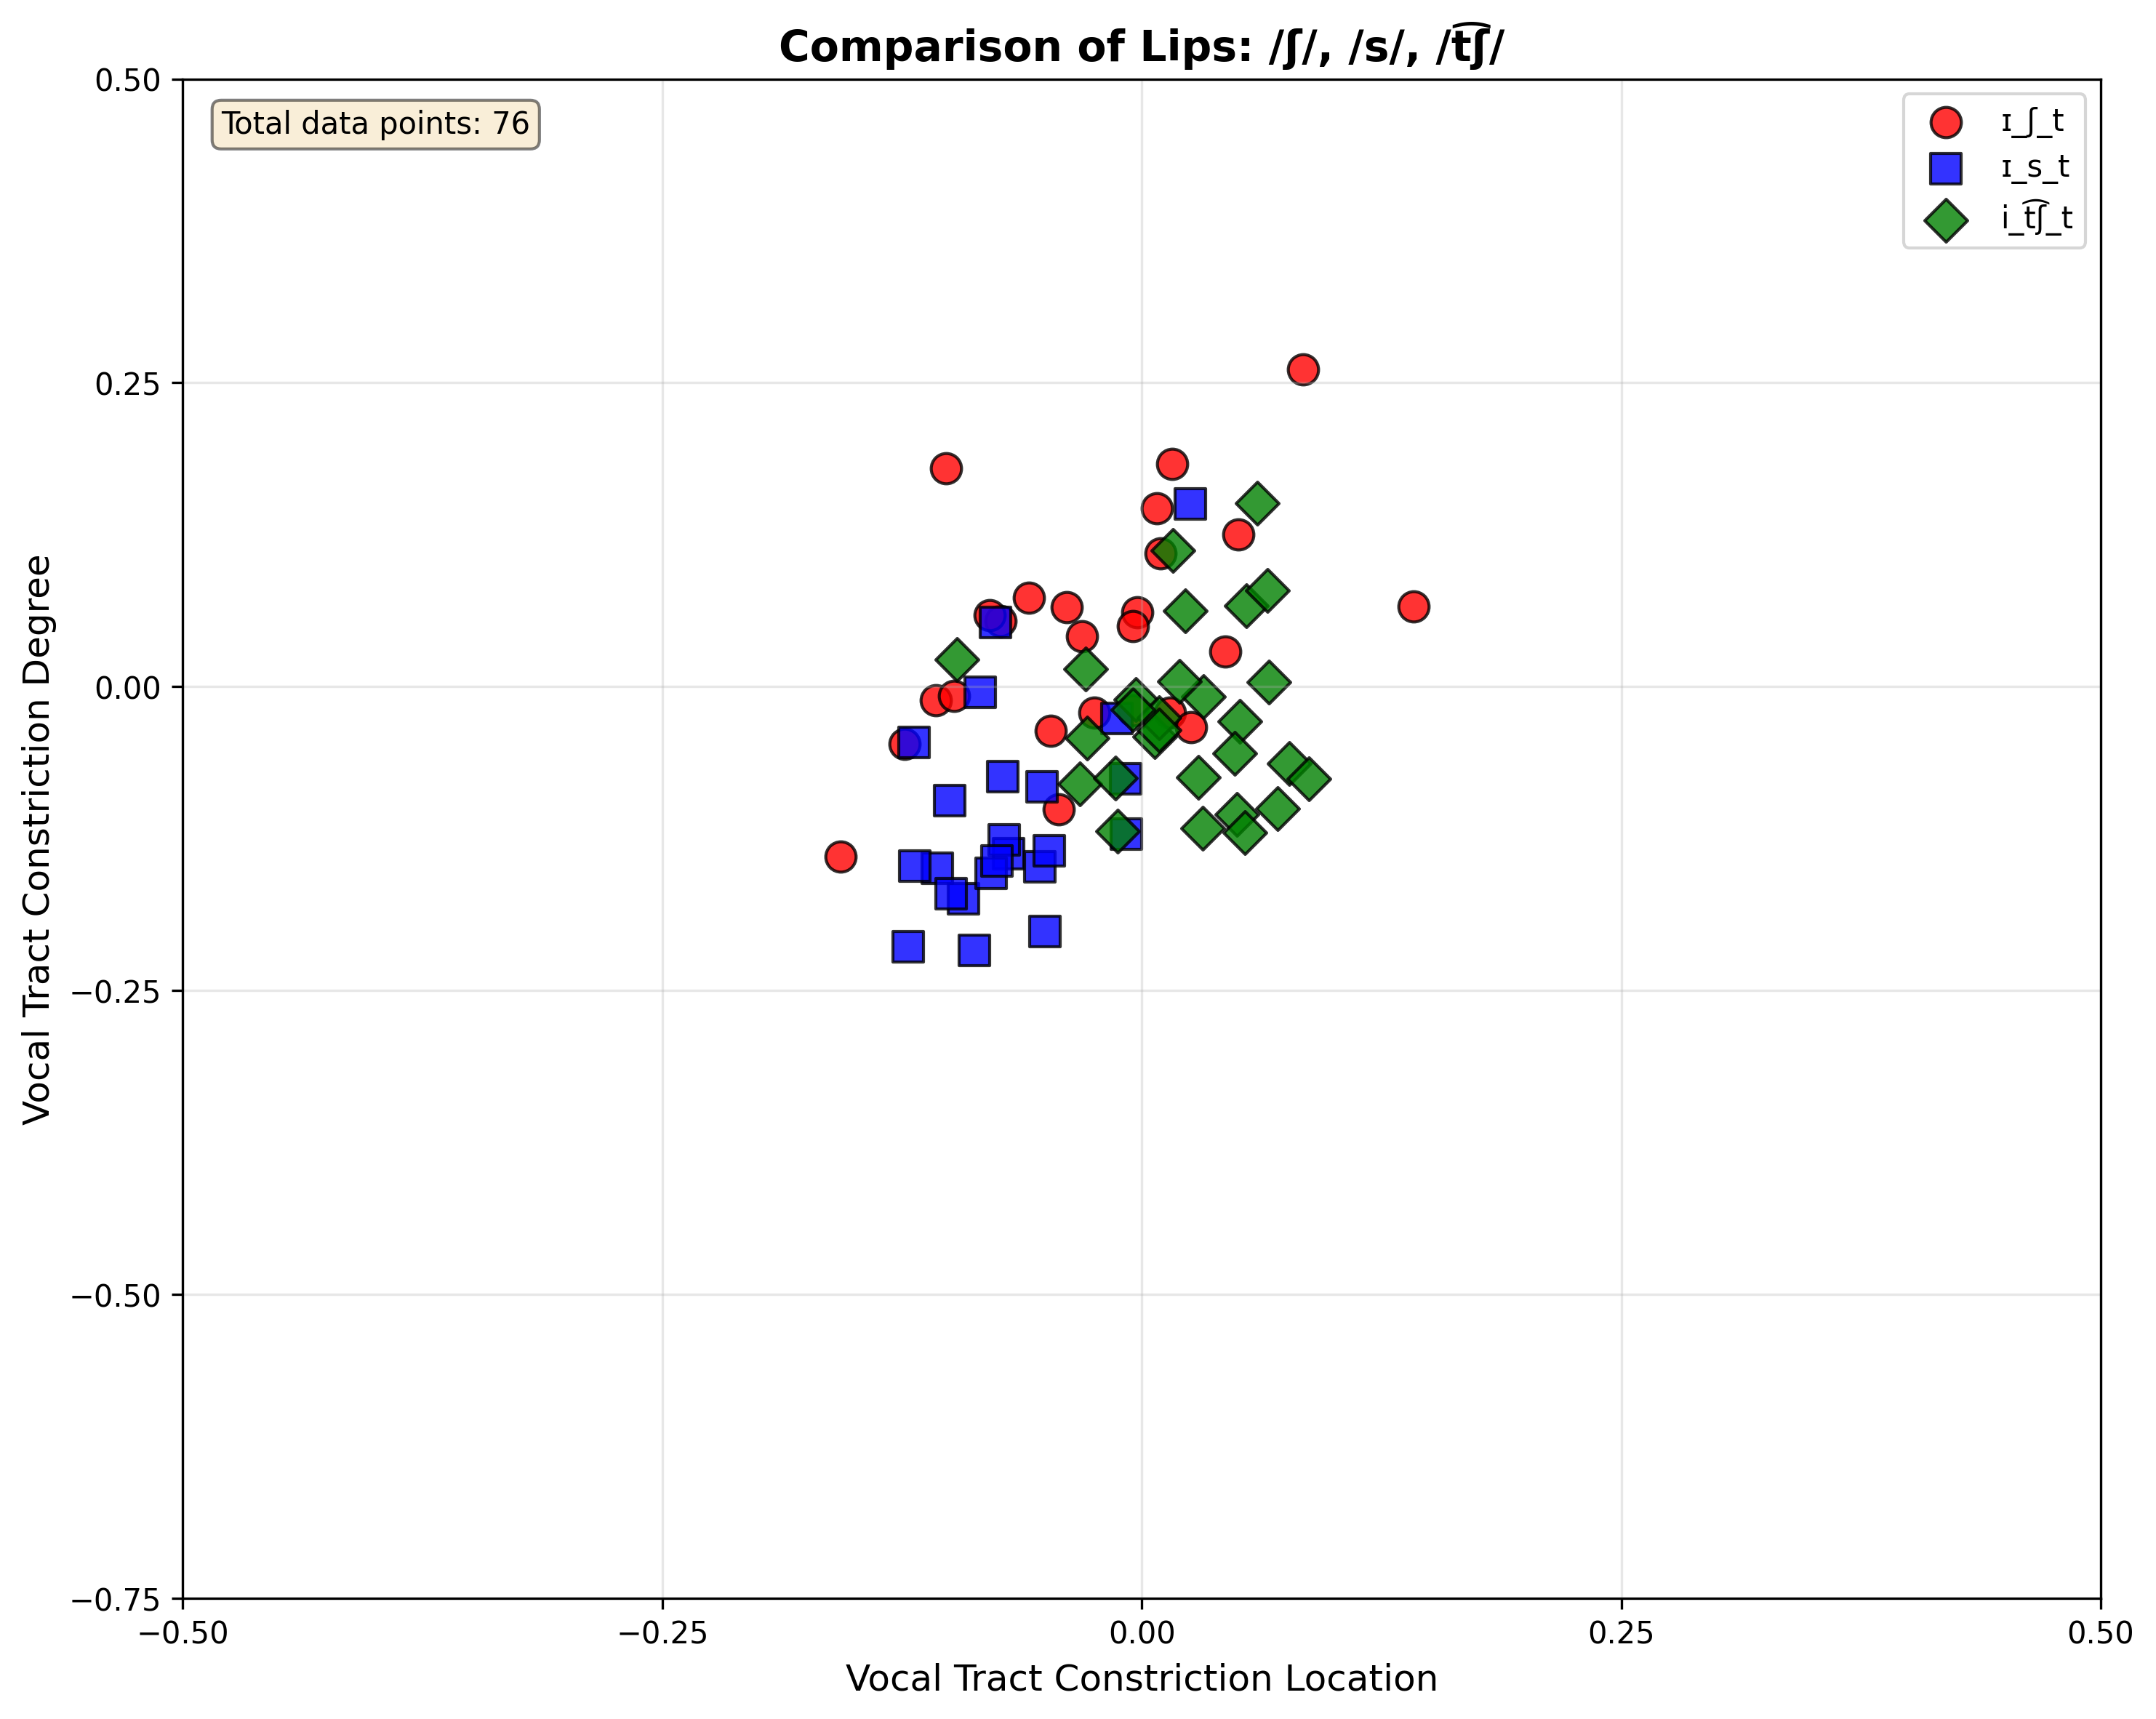 Comparison of Lips: /ʃ/, /s/, /t͡ʃ/
Total data points: 76
ɪ_ʃ_t
ɪ_s_t
i_t͡ʃ_t
Vocal Tract Constriction Degree
0.50
0.25
0.00
−0.25
−0.50
−0.75
−0.50
−0.25
0.00
0.25
0.50
Vocal Tract Constriction Location